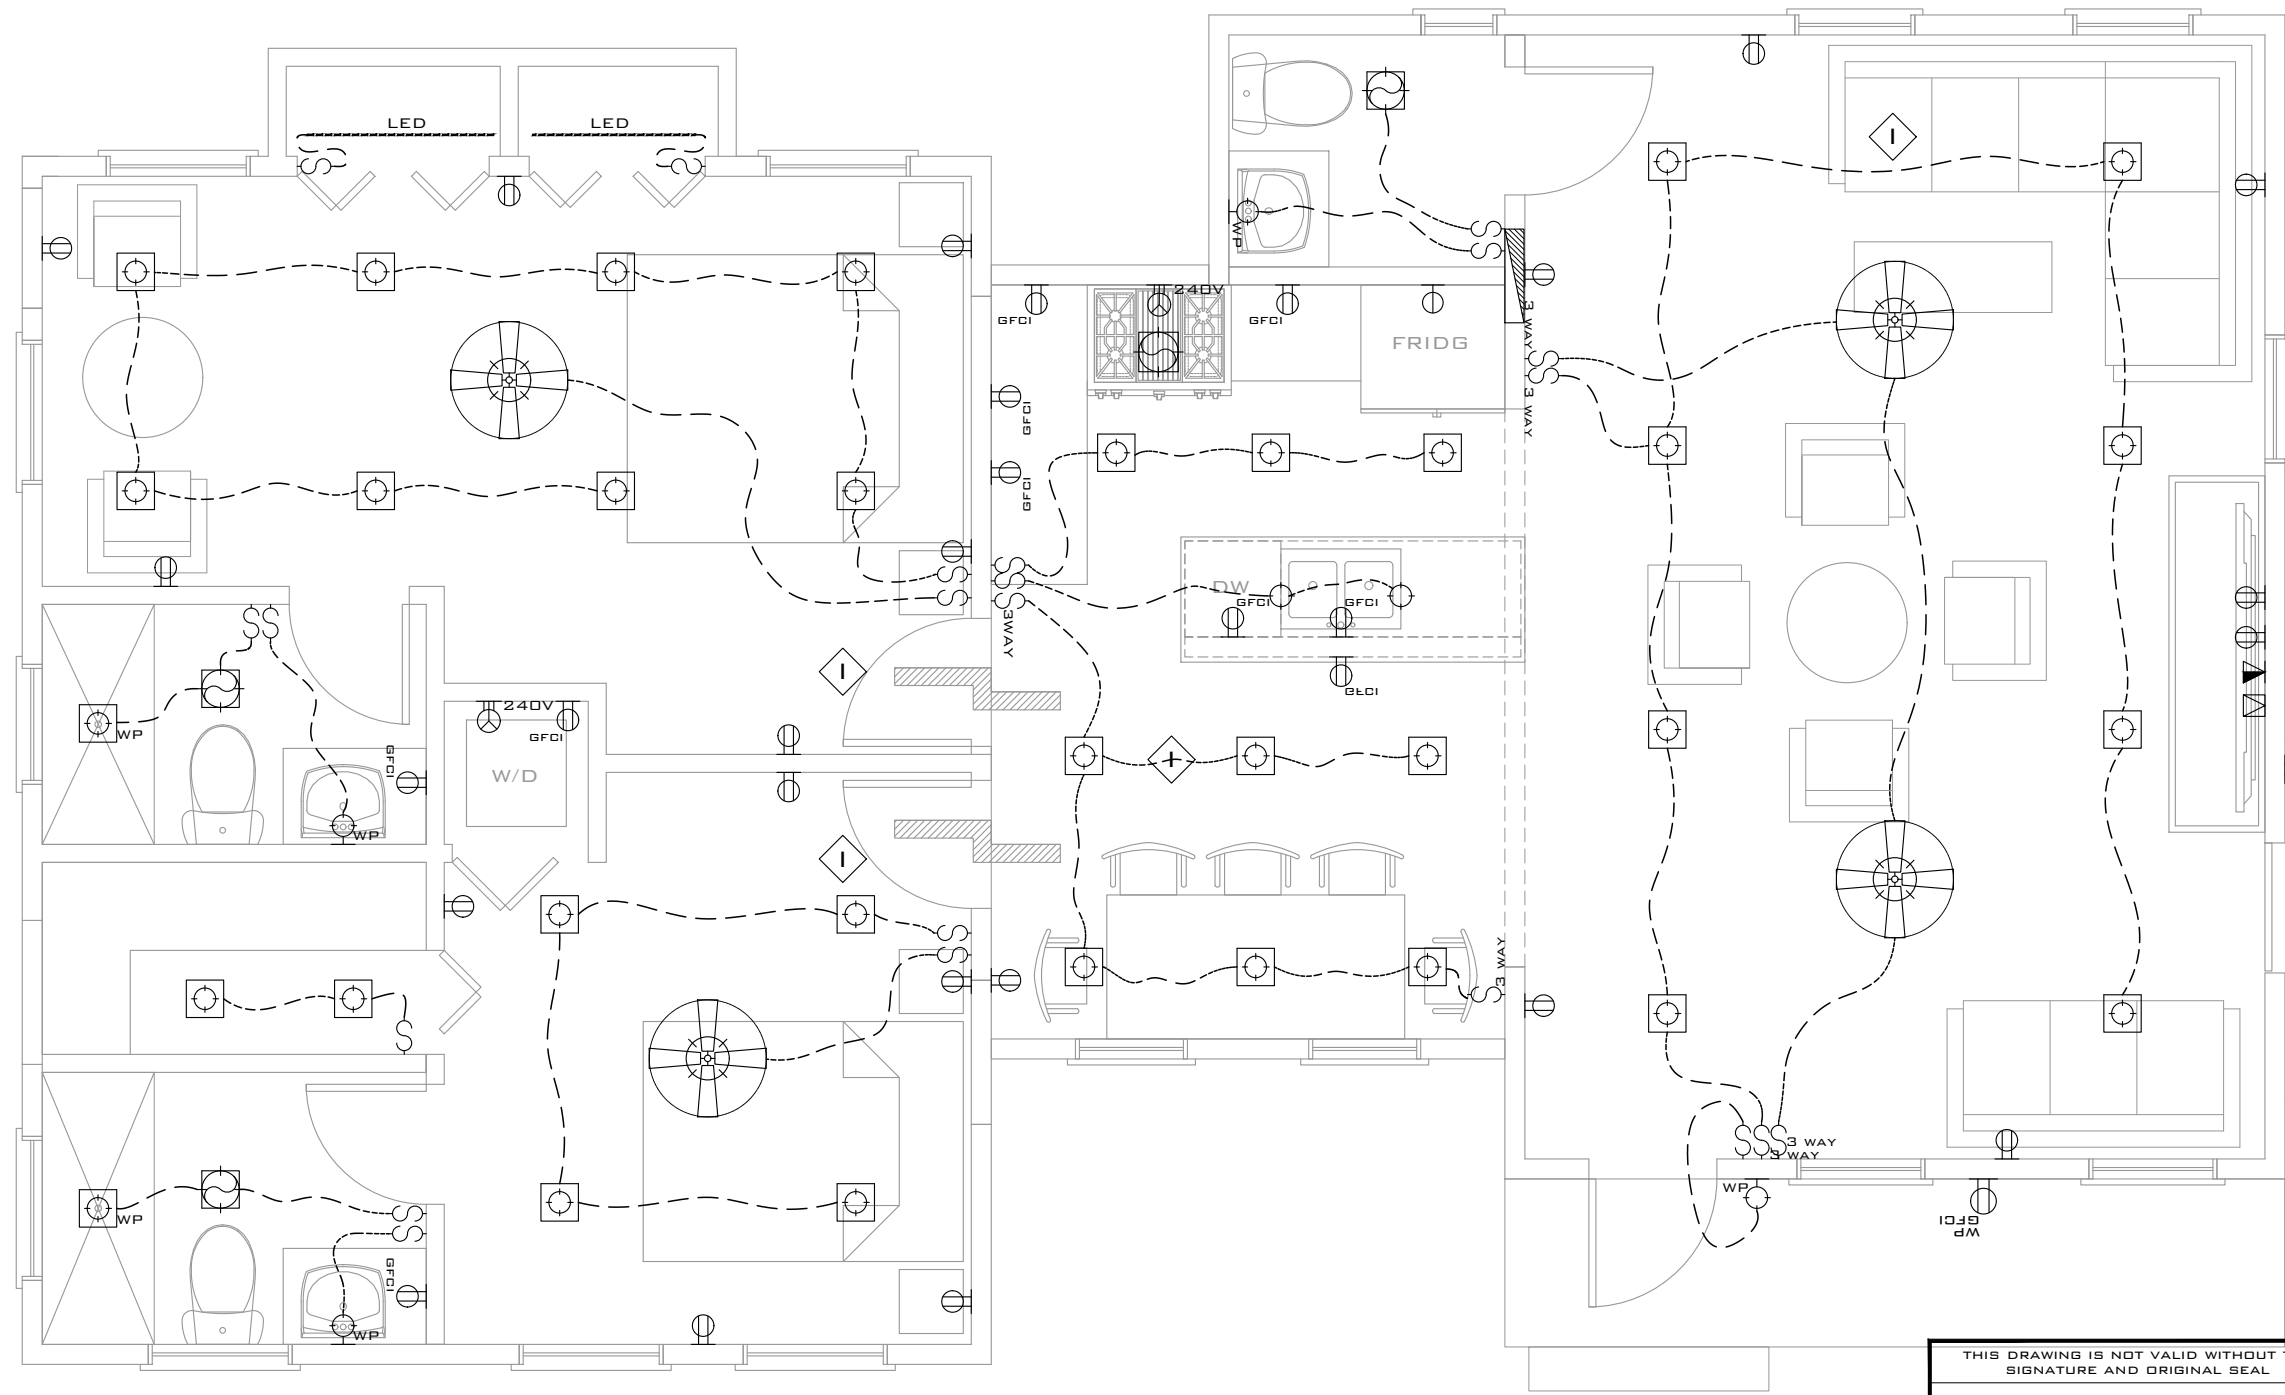 LED
LED
WP
240V
GFCI
GFCI
FRIDG
3 WAY
3 WAY
GFCI
GFCI
DW
GFCI
GFCI
3WAY
GFCI
240V
GFCI
W/D
WP
GFCI
WP
3 WAY
3 WAY
3 WAY
WP
WP
GFCI
WP
GFCI
WP
I
I
I
I
THIS DRAWING IS NOT VALID WITHOUT
SIGNATURE AND ORIGINAL SEAL